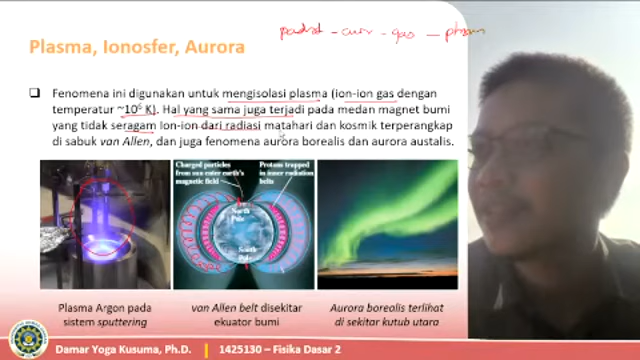 padat - cair - gas - plasma
Plasma, Ionosfer, Aurora
Fenomena ini digunakan untuk mengisolasi plasma (ion-ion gas dengan
temperatur ~10⁶ K). Hal yang sama juga terjadi pada medan magnet bumi
yang tidak seragam Ion-ion dari radiasi matahari dan kosmik terperangkap
di sabuk van Allen, dan juga fenomena aurora borealis dan aurora austalis.
Charged particles
from sun enter earth's
magnetic field
Protons trapped
in inner radiation
belts
North
Pole
South
Pole
Plasma Argon pada
sistem sputtering
van Allen belt disekitar
ekuator bumi
Aurora borealis terlihat
di sekitar kutub utara
Damar Yoga Kusuma, Ph.D. | 1425130 – Fisika Dasar 2